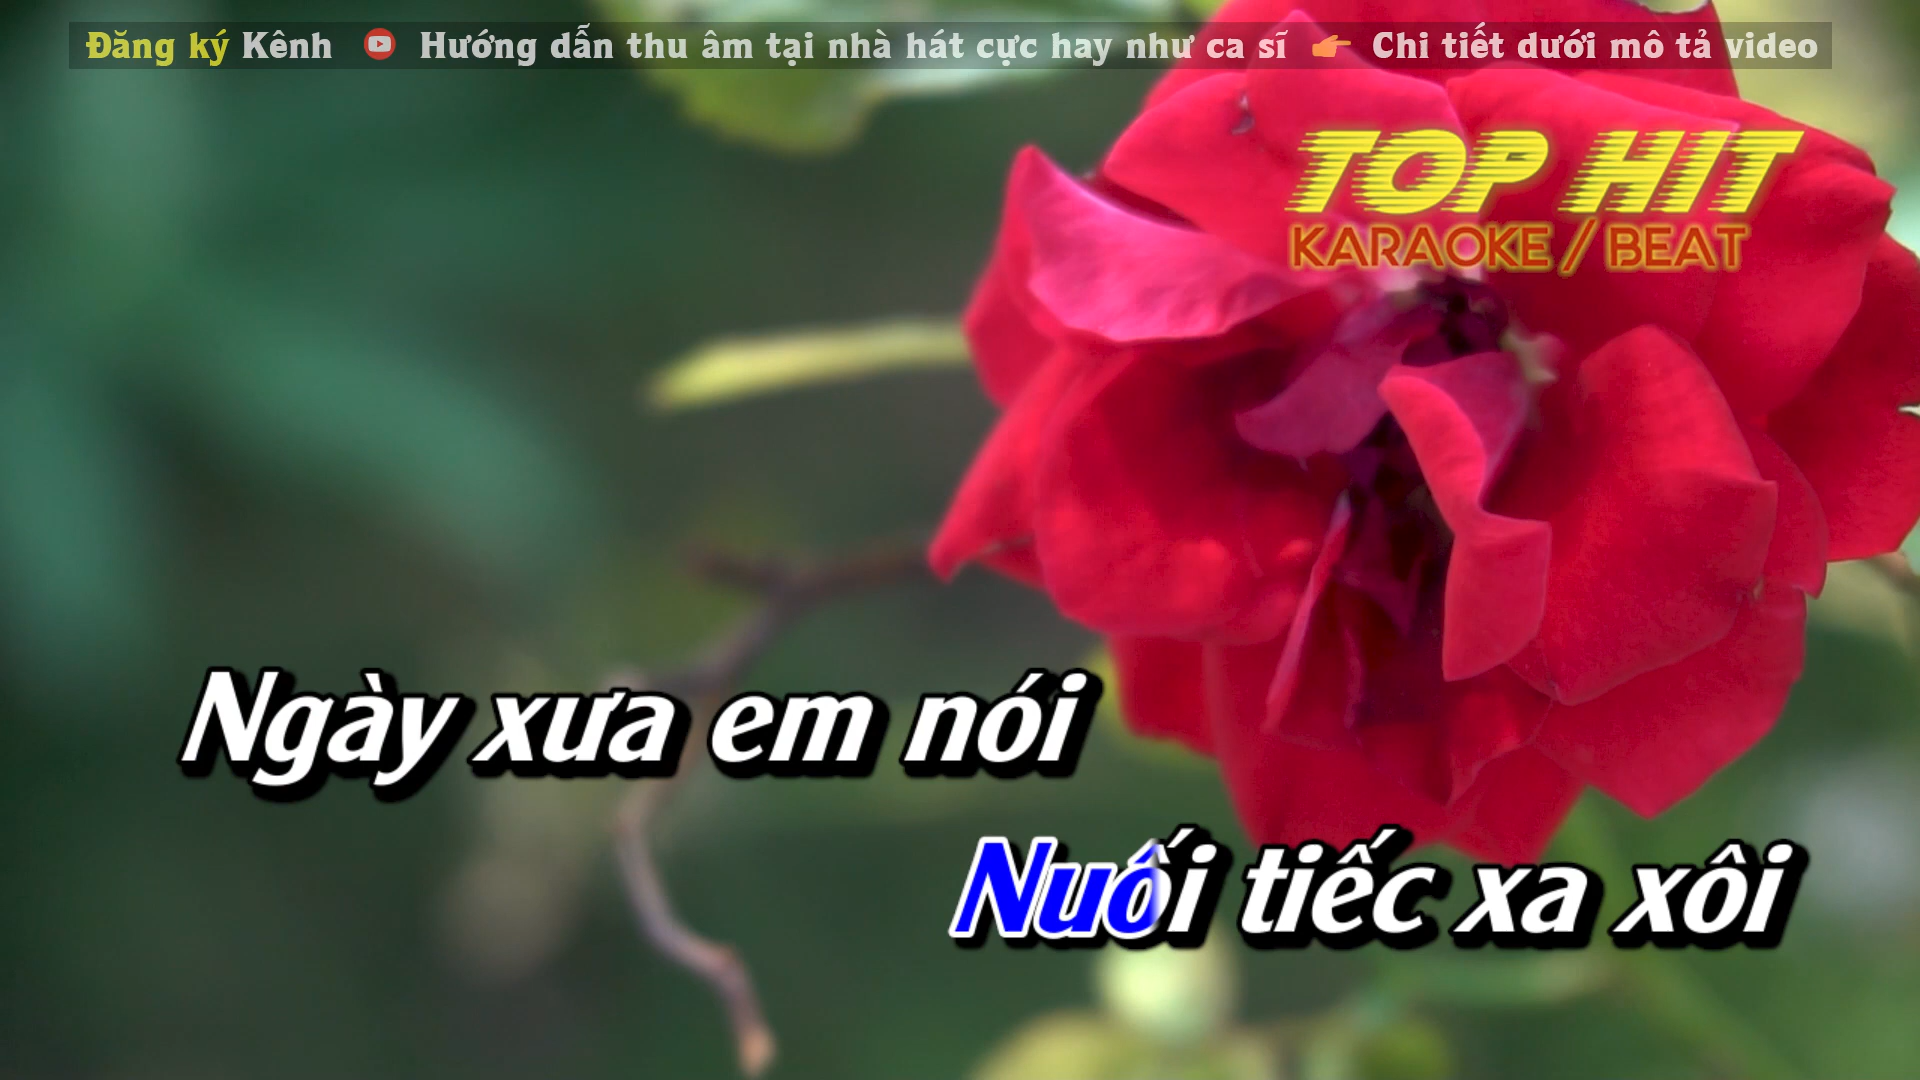 Đăng ký Kênh Hướng dẫn thu âm tại nhà hát cực hay như ca sĩ Chi tiết dưới mô tả video
TOP HIT
KARAOKE / BEAT
Ngày xưa em nói
Nuối tiếc xa xôi